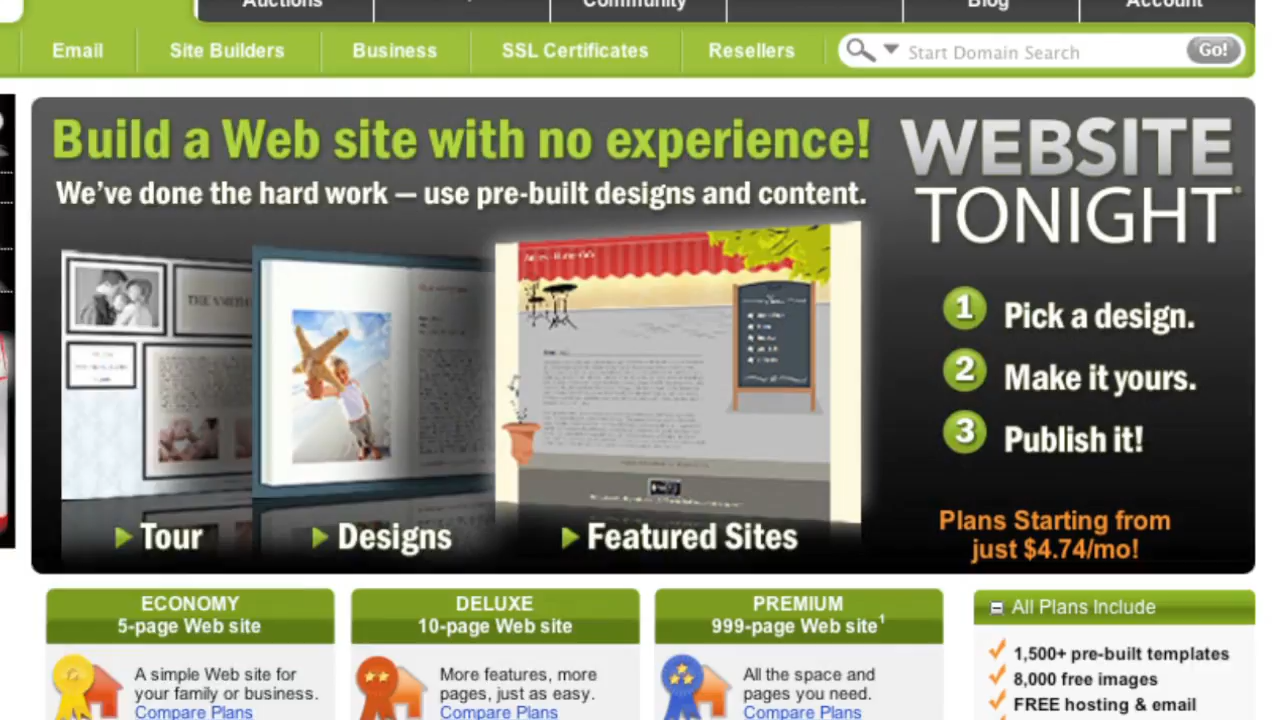 Auctions
Community
Blog
Account
Email
Site Builders
Business
SSL Certificates
Resellers
Start Domain Search
Go!
Build a Web site with no experience!
We've done the hard work — use pre-built designs and content.
WEBSITE
TONIGHT
1 Pick a design.
2 Make it yours.
3 Publish it!
Tour
Designs
Featured Sites
Plans Starting from
just $4.74/mo!
ECONOMY
5-page Web site
A simple Web site for
your family or business.
Compare Plans
DELUXE
10-page Web site
More features, more
pages, just as easy.
Compare Plans
PREMIUM
999-page Web site¹
All the space and
pages you need.
Compare Plans
All Plans Include
1,500+ pre-built templates
8,000 free images
FREE hosting & email